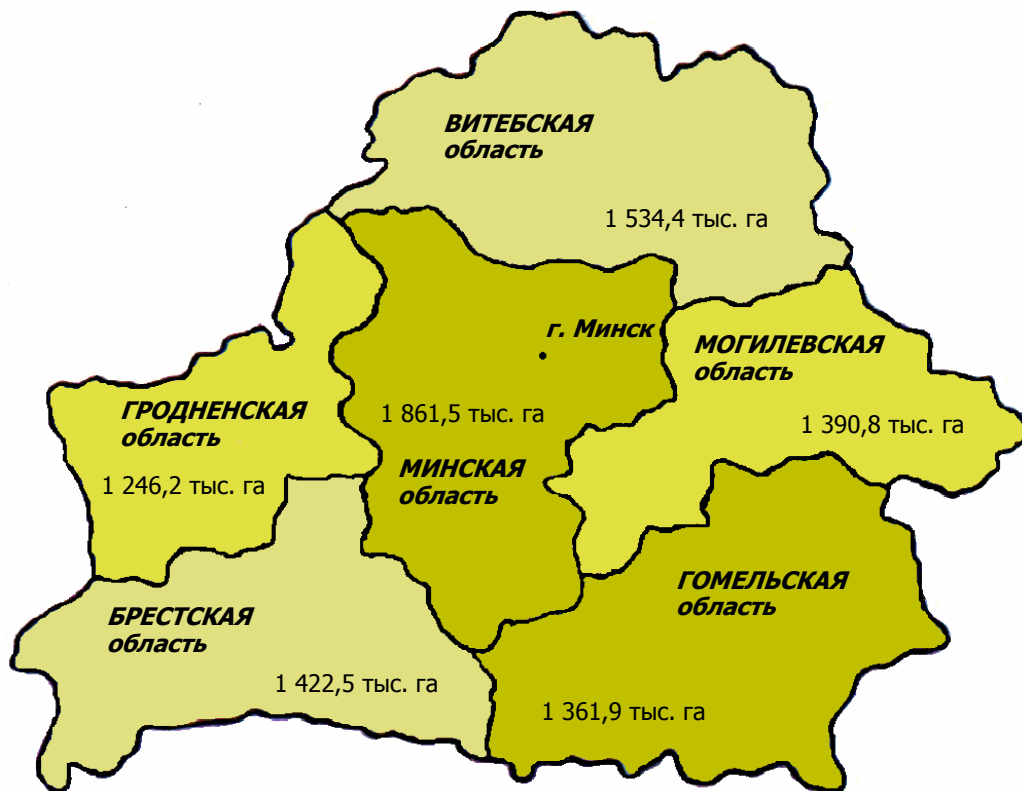 ВИТЕБСКАЯ
область
1 534,4 тыс. га
г. Минск
МОГИЛЕВСКАЯ
область
1 390,8 тыс. га
ГРОДНЕНСКАЯ
область
1 246,2 тыс. га
1 861,5 тыс. га
МИНСКАЯ
область
ГОМЕЛЬСКАЯ
область
1 361,9 тыс. га
БРЕСТСКАЯ
область
1 422,5 тыс. га